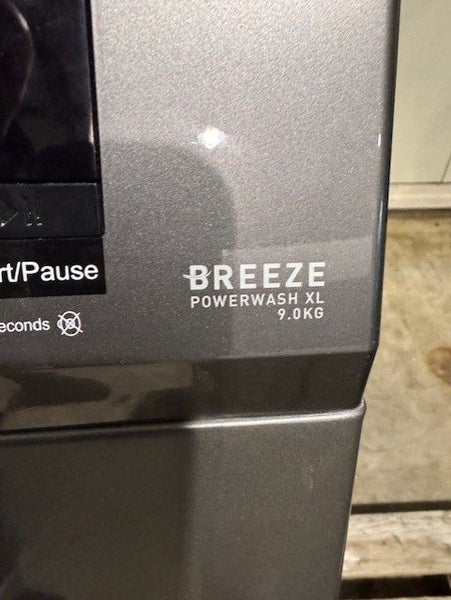 rt/Pause
econds
BREEZE
POWERWASH XL
9.0KG